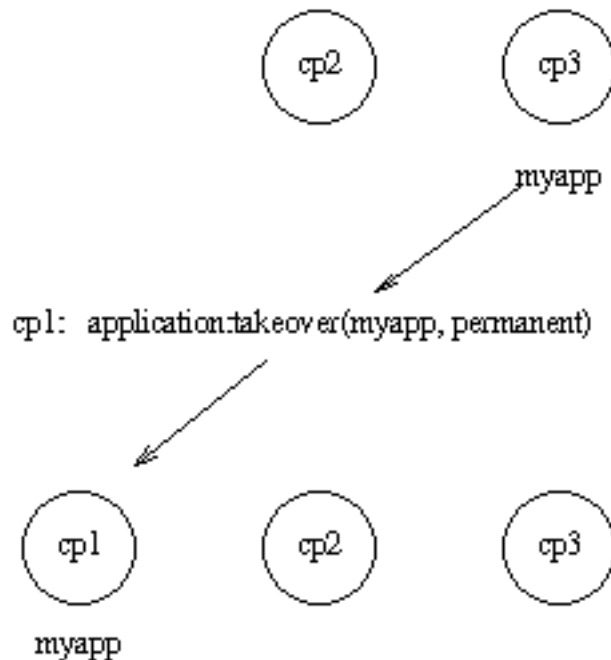 cp2 cp3
myapp
cp1: application:takeover(myapp, permanent)
cp1 cp2 cp3
myapp